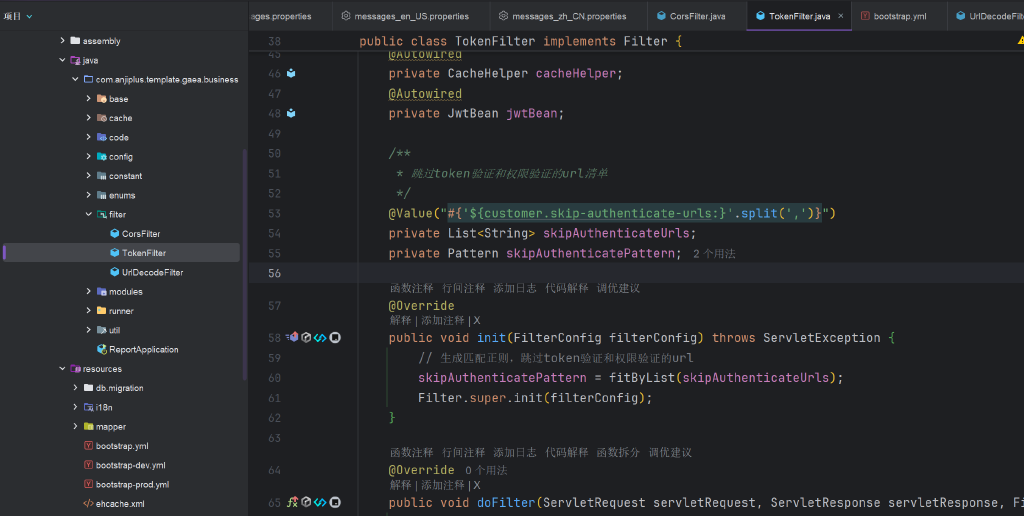 项目
ages.properties
messages_en_US.properties
messages_zh_CN.properties
CorsFilter.java
TokenFilter.java
bootstrap.yml
UrlDecodeFilt
assembly
java
com.anjiplus.template.gaea.business
base
cache
code
config
constant
enums
filter
CorsFilter
TokenFilter
UrlDecodeFilter
modules
runner
util
ReportApplication
resources
db.migration
i18n
mapper
bootstrap.yml
bootstrap-dev.yml
bootstrap-prod.yml
ehcache.xml
38 public class TokenFilter implements Filter {
45 @Autowired
46 private CacheHelper cacheHelper;
47 @Autowired
48 private JwtBean jwtBean;
49
50 /**
51 * 跳过token验证和权限验证的url清单
52 */
53 @Value("#{'${customer.skip-authenticate-urls:}'.split(',')}")
54 private List<String> skipAuthenticateUrls;
55 private Pattern skipAuthenticatePattern; 2 个用法
56
函数注释 行间注释 添加日志 代码解释 调优建议
57 @Override
解释 | 添加注释 | X
58 public void init(FilterConfig filterConfig) throws ServletException {
59 // 生成匹配正则，跳过token验证和权限验证的url
60 skipAuthenticatePattern = fitByList(skipAuthenticateUrls);
61 Filter.super.init(filterConfig);
62 }
63
函数注释 行间注释 添加日志 代码解释 函数拆分 调优建议
64 @Override 0 个用法
解释 | 添加注释 | X
65 public void doFilter(ServletRequest servletRequest, ServletResponse servletResponse, Fi